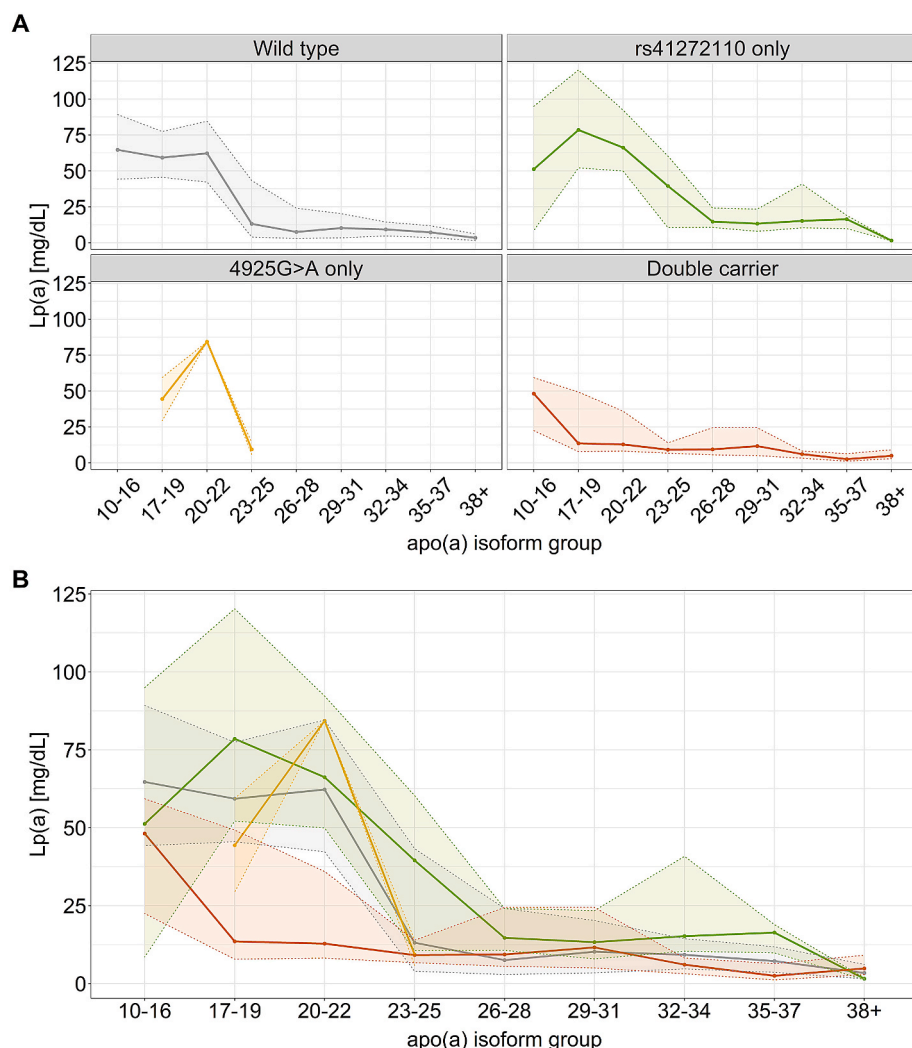 A
Wild type
rs41272110 only
125
100
75
50
25
0
4925G>A only
Double carrier
125
100
75
50
25
0
Lp(a) [mg/dL]
10-16 17-19 20-22 23-25 26-28 29-31 32-34 35-37 38+
10-16 17-19 20-22 23-25 26-28 29-31 32-34 35-37 38+
apo(a) isoform group
B
125
100
75
50
25
0
Lp(a) [mg/dL]
10-16 17-19 20-22 23-25 26-28 29-31 32-34 35-37 38+
apo(a) isoform group